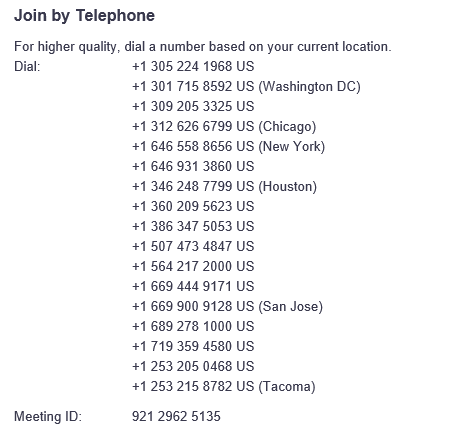 Join by Telephone
For higher quality, dial a number based on your current location.
Dial: +1 305 224 1968 US
+1 301 715 8592 US (Washington DC)
+1 309 205 3325 US
+1 312 626 6799 US (Chicago)
+1 646 558 8656 US (New York)
+1 646 931 3860 US
+1 346 248 7799 US (Houston)
+1 360 209 5623 US
+1 386 347 5053 US
+1 507 473 4847 US
+1 564 217 2000 US
+1 669 444 9171 US
+1 669 900 9128 US (San Jose)
+1 689 278 1000 US
+1 719 359 4580 US
+1 253 205 0468 US
+1 253 215 8782 US (Tacoma)
Meeting ID: 921 2962 5135